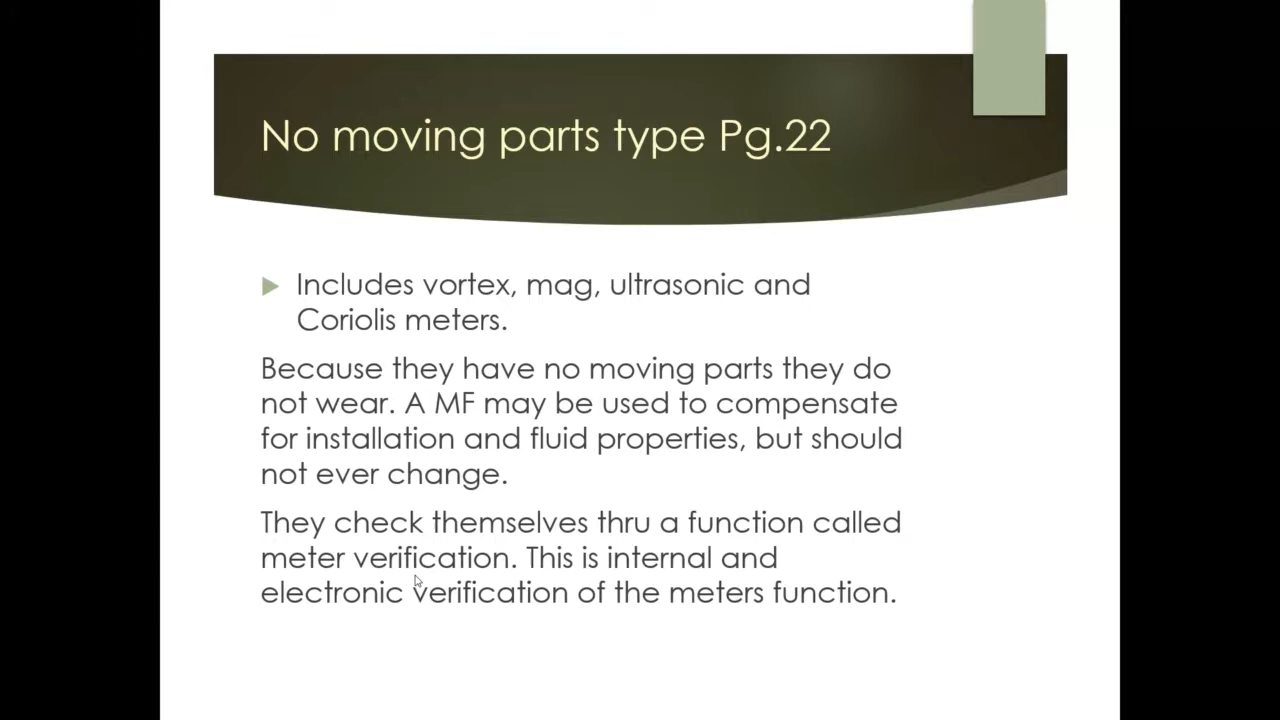 No moving parts type Pg.22
Includes vortex, mag, ultrasonic and
Coriolis meters.
Because they have no moving parts they do
not wear. A MF may be used to compensate
for installation and fluid properties, but should
not ever change.
They check themselves thru a function called
meter verification. This is internal and
electronic verification of the meters function.